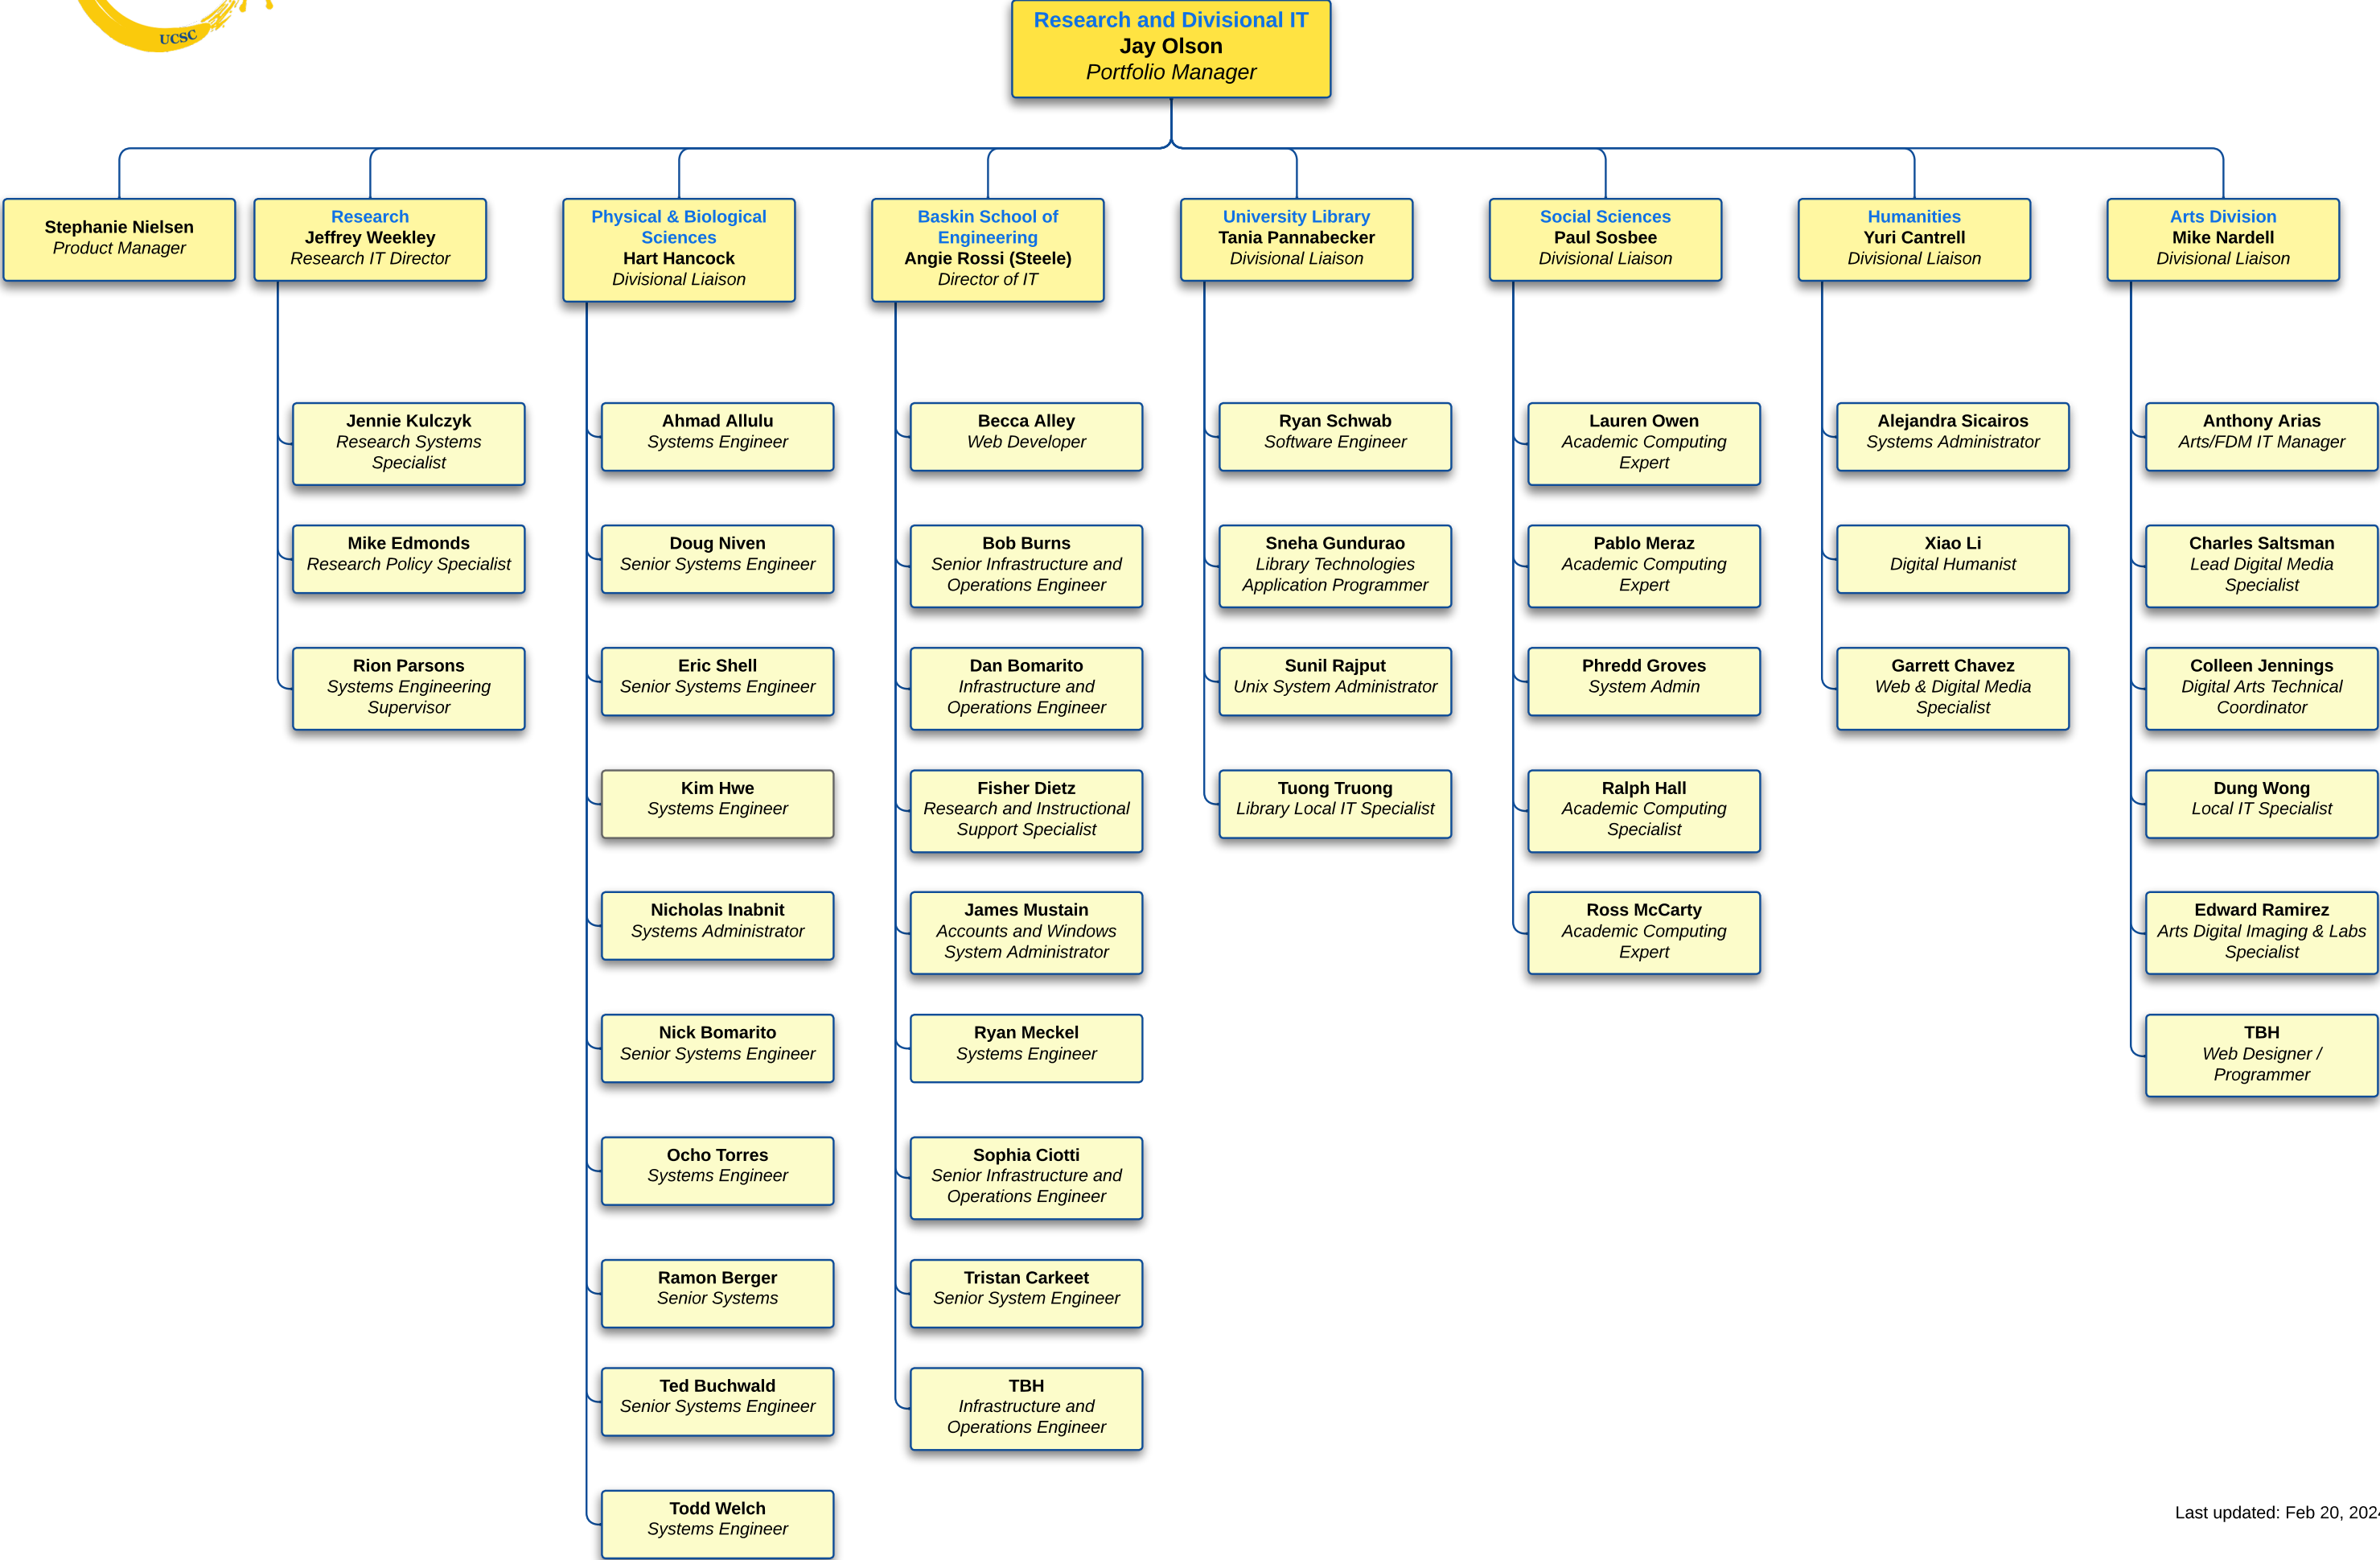 UCSC
Research and Divisional IT
Jay Olson
Portfolio Manager
Stephanie Nielsen
Product Manager
Research
Jeffrey Weekley
Research IT Director
Physical & Biological
Sciences
Hart Hancock
Divisional Liaison
Baskin School of
Engineering
Angie Rossi (Steele)
Director of IT
University Library
Tania Pannabecker
Divisional Liaison
Social Sciences
Paul Sosbee
Divisional Liaison
Humanities
Yuri Cantrell
Divisional Liaison
Arts Division
Mike Nardell
Divisional Liaison
Jennie Kulczyk
Research Systems
Specialist
Mike Edmonds
Research Policy Specialist
Rion Parsons
Systems Engineering
Supervisor
Ahmad Allulu
Systems Engineer
Doug Niven
Senior Systems Engineer
Eric Shell
Senior Systems Engineer
Kim Hwe
Systems Engineer
Nicholas Inabnit
Systems Administrator
Nick Bomarito
Senior Systems Engineer
Ocho Torres
Systems Engineer
Ramon Berger
Senior Systems
Ted Buchwald
Senior Systems Engineer
Todd Welch
Systems Engineer
Becca Alley
Web Developer
Bob Burns
Senior Infrastructure and
Operations Engineer
Dan Bomarito
Infrastructure and
Operations Engineer
Fisher Dietz
Research and Instructional
Support Specialist
James Mustain
Accounts and Windows
System Administrator
Ryan Meckel
Systems Engineer
Sophia Ciotti
Senior Infrastructure and
Operations Engineer
Tristan Carkeet
Senior System Engineer
TBH
Infrastructure and
Operations Engineer
Ryan Schwab
Software Engineer
Sneha Gundurao
Library Technologies
Application Programmer
Sunil Rajput
Unix System Administrator
Tuong Truong
Library Local IT Specialist
Lauren Owen
Academic Computing
Expert
Pablo Meraz
Academic Computing
Expert
Phredd Groves
System Admin
Ralph Hall
Academic Computing
Specialist
Ross McCarty
Academic Computing
Expert
Alejandra Sicairos
Systems Administrator
Xiao Li
Digital Humanist
Garrett Chavez
Web & Digital Media
Specialist
Anthony Arias
Arts/FDM IT Manager
Charles Saltsman
Lead Digital Media
Specialist
Colleen Jennings
Digital Arts Technical
Coordinator
Dung Wong
Local IT Specialist
Edward Ramirez
Arts Digital Imaging & Labs
Specialist
TBH
Web Designer /
Programmer
Last updated: Feb 20, 2024